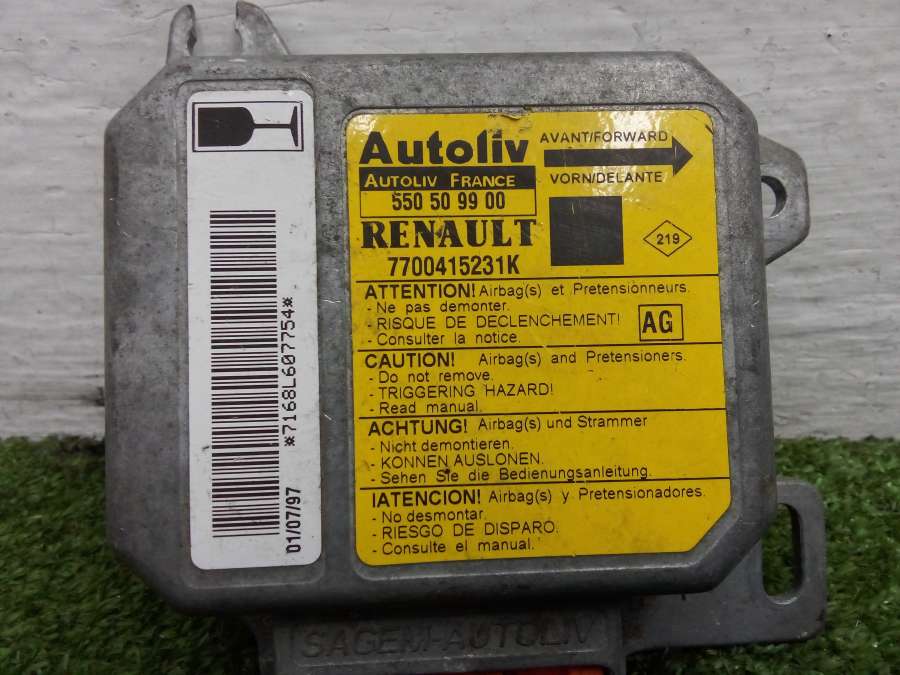 *7168L607754*
01/07/97
Autoliv
AUTOLIV FRANCE
550 50 99 00
AVANT/FORWARD
VORN/DELANTE
RENAULT
7700415231K
219
ATTENTION! Airbag(s) et Pretensionneurs.
- Ne pas demonter.
- RISQUE DE DECLENCHEMENT!
- Consulter la notice.
AG
CAUTION! Airbag(s) and Pretensioners.
- Do not remove.
- TRIGGERING HAZARD!
- Read manual.
ACHTUNG! Airbag(s) und Strammer
- Nicht demontieren.
- KONNEN AUSLONEN.
- Sehen Sie die Bedienungsanleitung.
¡ATENCION! Airbag(s) y Pretensionadores.
- No desmontar.
- RIESGO DE DISPARO.
- Consulte el manual.
SAGEM-AUTOLIV